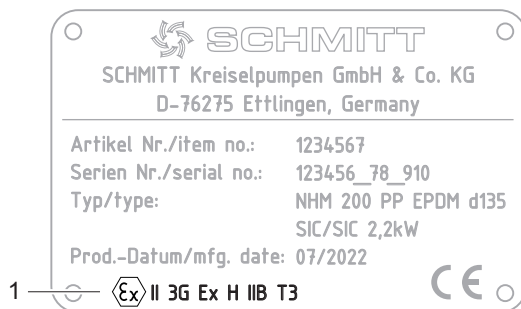 SCHMITT
SCHMITT Kreiselpumpen GmbH & Co. KG
D-76275 Ettlingen, Germany
Artikel Nr./item no.: 1234567
Serien Nr./serial no.: 123456_78_910
Typ/type: NHM 200 PP EPDM d135
SIC/SIC 2,2kW
Prod.-Datum/mfg. date: 07/2022
1 Ex II 3G Ex H IIB T3 CE